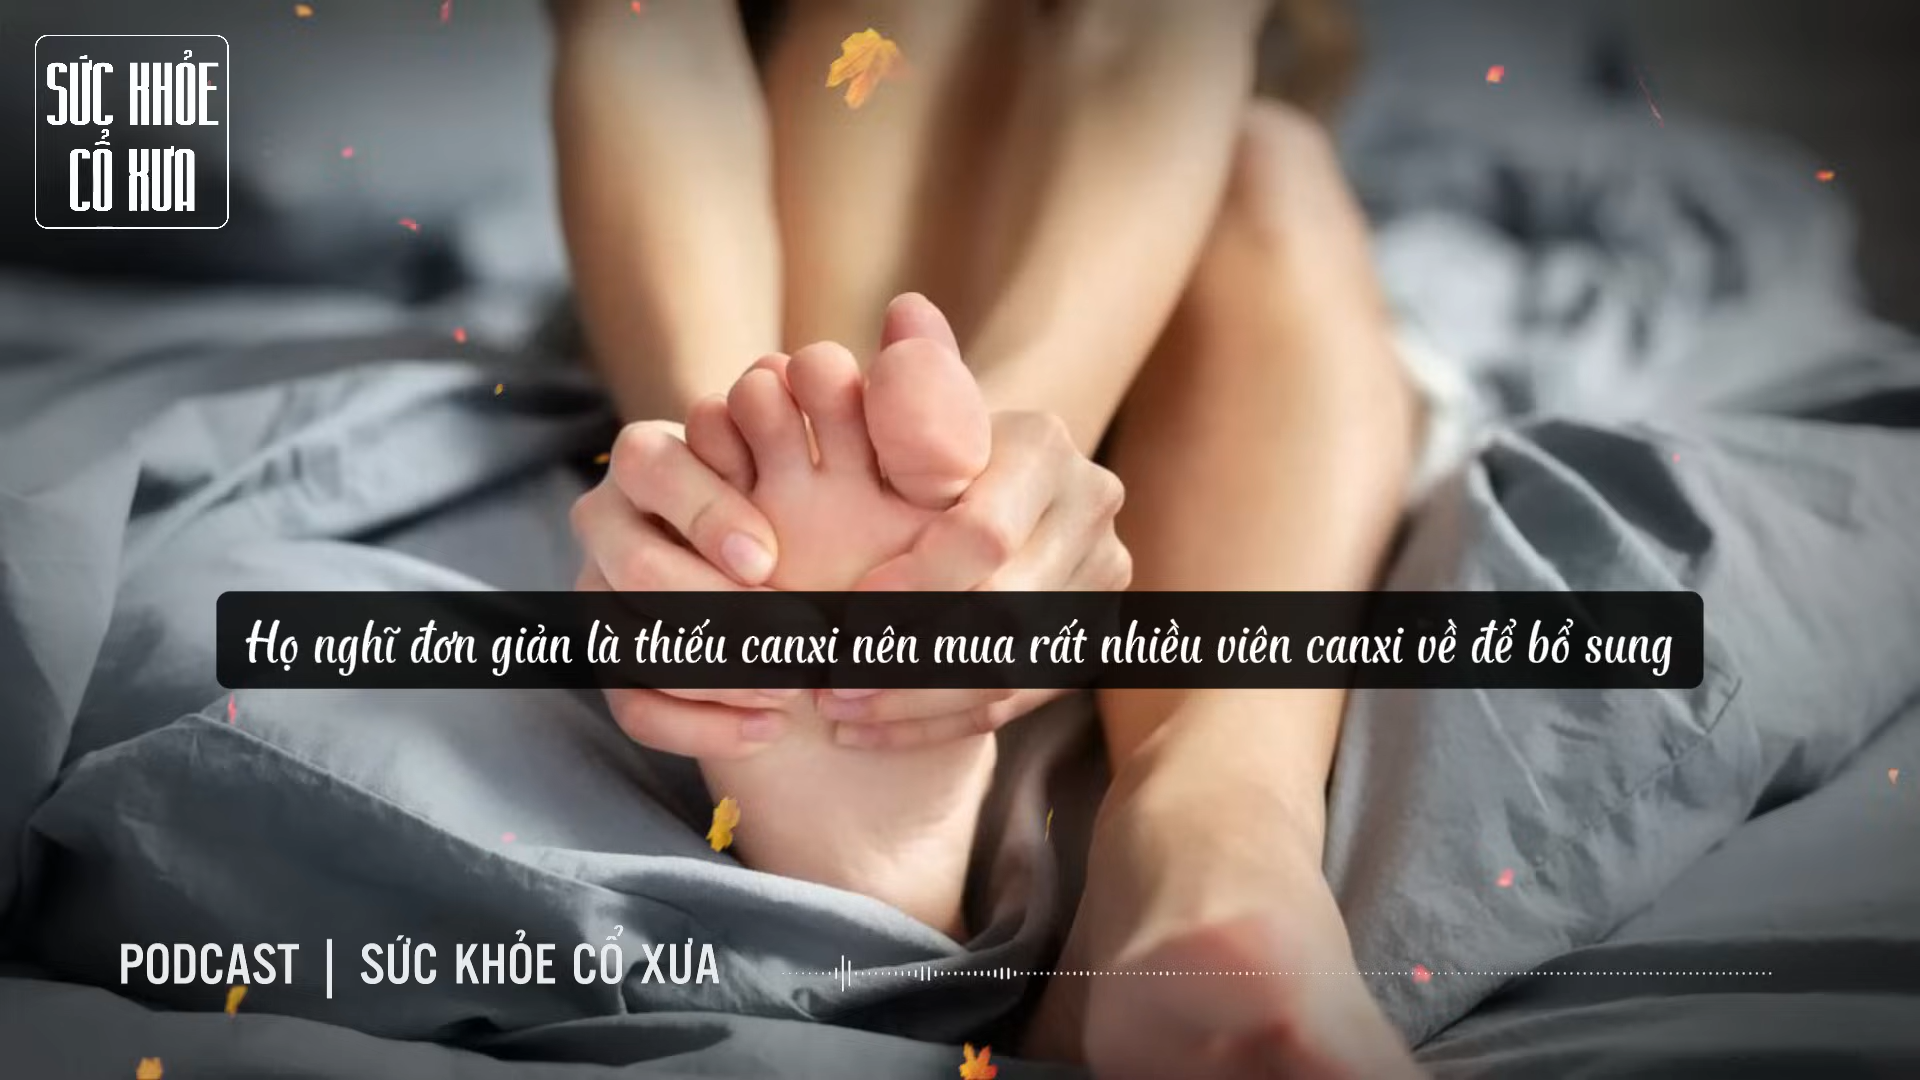 SỨC KHỎE
CỔ XƯA
Họ nghĩ đơn giản là thiếu canxi nên mua rất nhiều viên canxi về để bổ sung
PODCAST | SỨC KHỎE CỔ XƯA